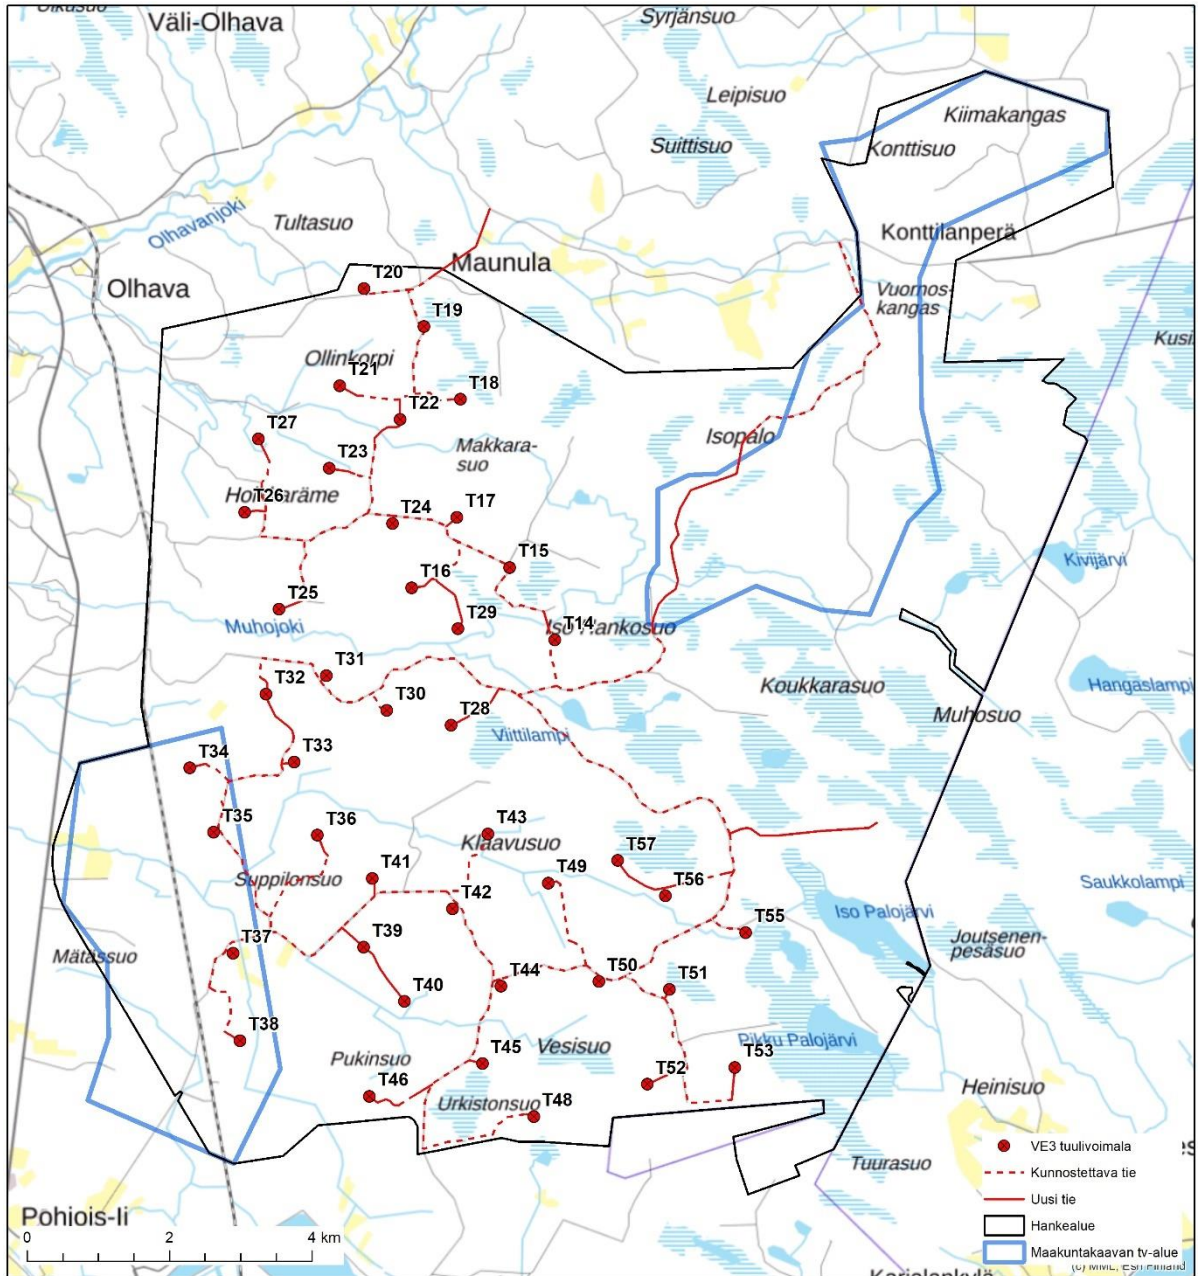 Väli-Olhava
Syrjänsuo
Leipisuo
Kiimakangas
Suittisuo
Konttisuo
Olhavanjoki
Tultasuo
Konttilanperä
Maunula
Olhava
T20
Vuornos-
kangas
T19
Ollinkorpi
T21
T18
T22
T27
Isopalo
Makkara-
suo
T23
T26
T24
T17
Kivijärvi
T15
T16
T25
T29
Muhojoki
T14
T31
T32
T30
Koukkarasuo
Hangaslampi
T28
Muhosuo
Viittilampi
T34
T33
T35
T36
T43
Klaavusuo
T57
T49
T41
Suppilonsuo
T56
Saukkolampi
T42
Iso Palojärvi
T55
T37
T39
Joutsenen-
pesäsuo
Mätässuo
T50
T51
T44
T40
T38
Pikku Palojärvi
T45
Vesisuo
T53
Pukinsuo
T52
Heinisuo
T46
Urkistonsuo
T48
VE3 tuulivoimala
Tuurasuo
Kunnostettava tie
Uusi tie
Pohjois-Ii
Hankealue
0 2 4 km
Maakuntakaavan tv-alue
(c) MML, Esri Finland